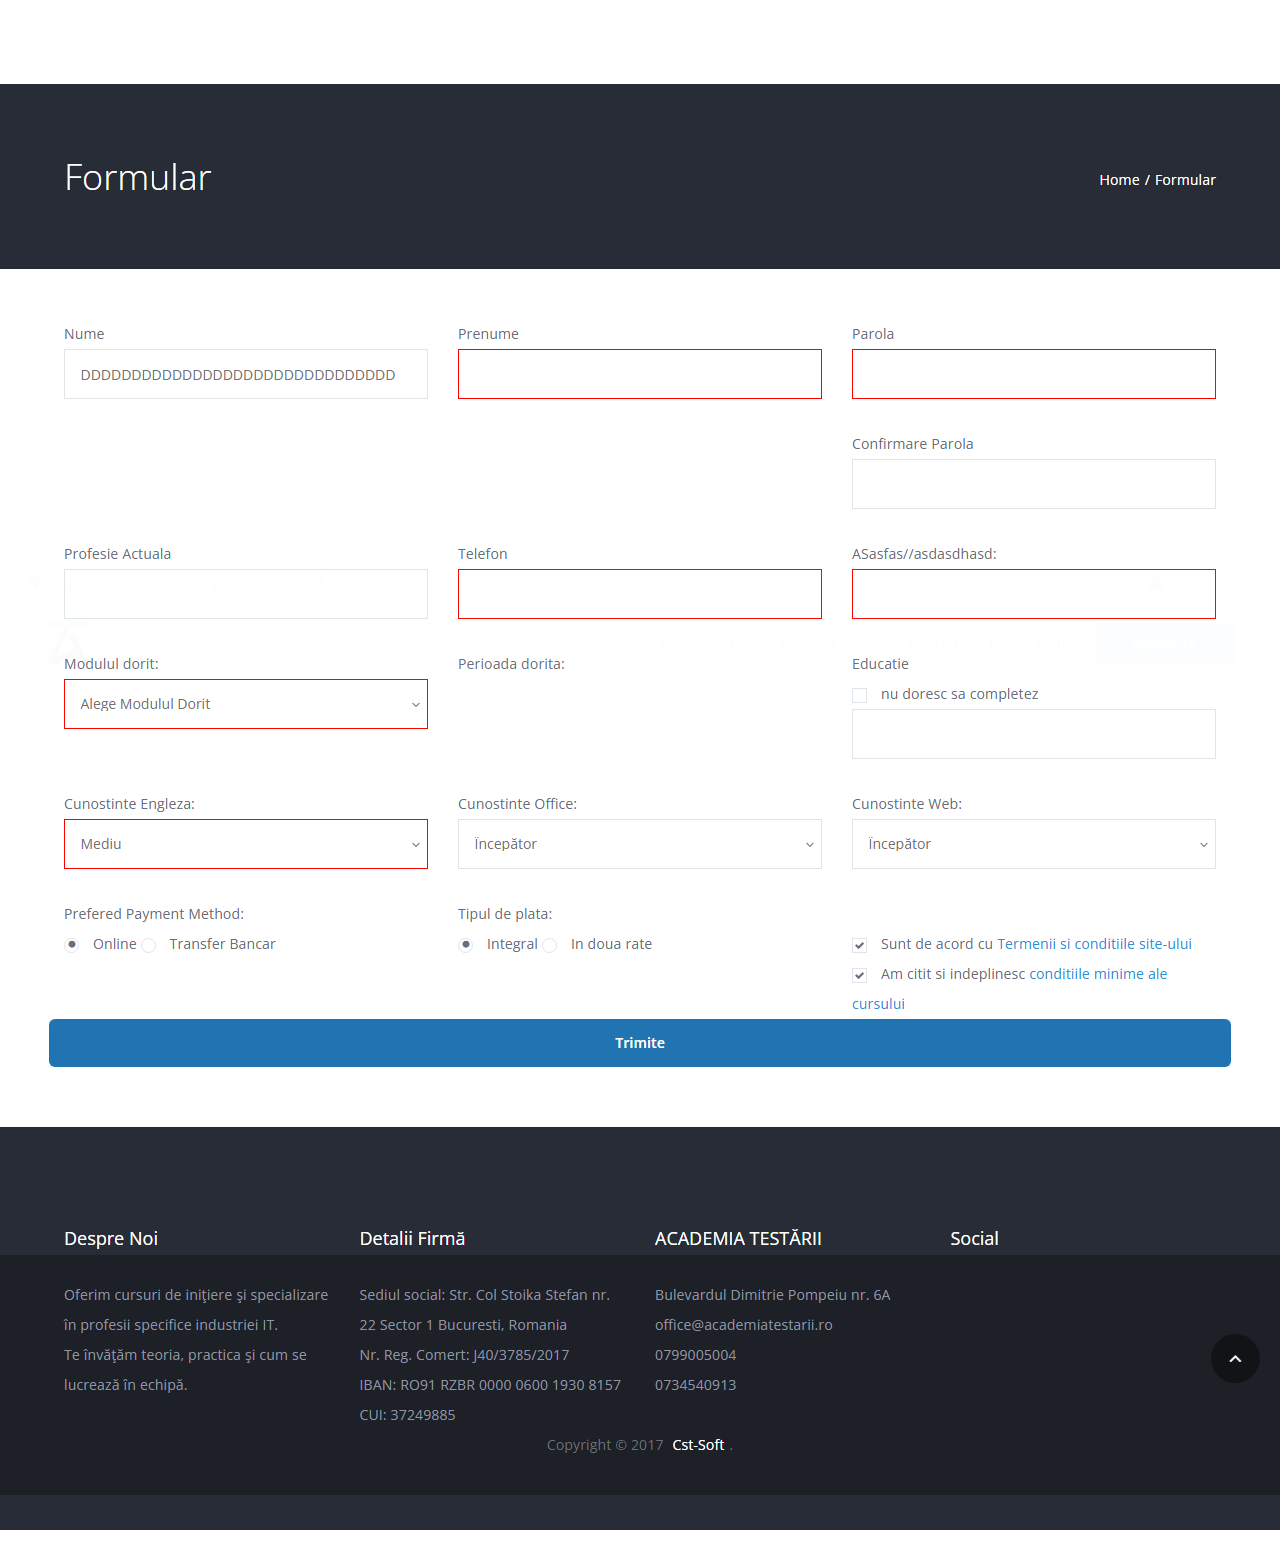 Formular
Home / Formular
Nume
Prenume
Parola
DDDDDDDDDDDDDDDDDDDDDDDDDDDDDDD
Confirmare Parola
Profesie Actuala
Telefon
ASasfas//asdasdhasd:
Modulul dorit:
Perioada dorita:
Educatie
Alege Modulul Dorit
nu doresc sa completez
Cunostinte Engleza:
Cunostinte Office:
Cunostinte Web:
Mediu
Începător
Începător
Prefered Payment Method:
Tipul de plata:
Online
Transfer Bancar
Integral
In doua rate
Sunt de acord cu Termenii si conditiile site-ului
Am citit si indeplinesc conditiile minime ale
cursului
Trimite
Despre Noi
Oferim cursuri de inițiere și specializare
în profesii specifice industriei IT.
Te învățăm teoria, practica și cum se
lucrează în echipă.
Detalii Firmă
Sediul social: Str. Col Stoika Stefan nr.
22 Sector 1 Bucuresti, Romania
Nr. Reg. Comert: J40/3785/2017
IBAN: RO91 RZBR 0000 0600 1930 8157
CUI: 37249885
ACADEMIA TESTĂRII
Bulevardul Dimitrie Pompeiu nr. 6A
office@academiatestarii.ro
0799005004
0734540913
Social
Copyright © 2017 Cst-Soft .